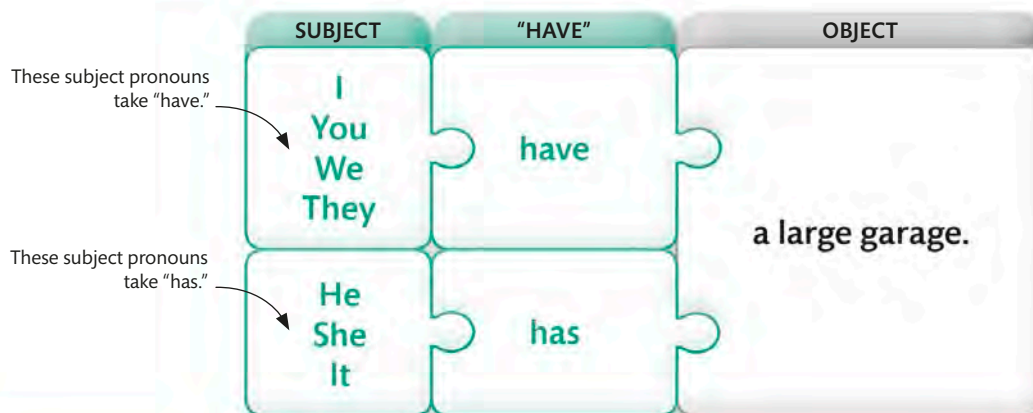 SUBJECT
"HAVE"
OBJECT
These subject pronouns
take "have."
I
You
We
They
have
a large garage.
These subject pronouns
take "has."
He
She
It
has